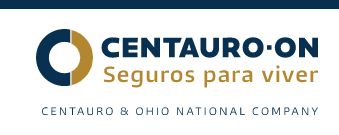 CENTAURO·ON
Seguros para viver
CENTAURO & OHIO NATIONAL COMPANY